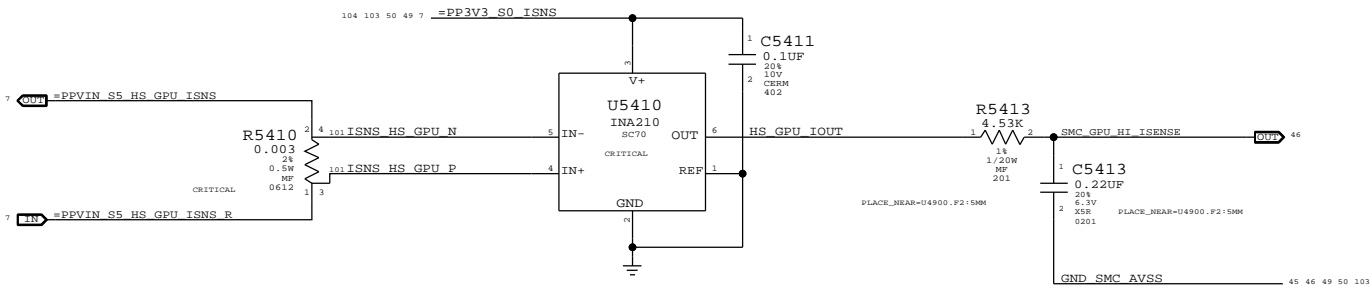 104 103 50 49 7 =PP3V3_S0_ISNS
1 C5411
0.1UF
20%
10V
2 CERM
402
3
V+
7 OUT =PPVIN_S5_HS_GPU_ISNS
U5410
INA210
SC70
CRITICAL
R5410
0.003
2%
0.5W
MF
0612
CRITICAL
2 4 101 ISNS_HS_GPU_N 5 IN-
OUT 6 HS_GPU_IOUT
R5413
4.53K
1 2
1%
1/20W
MF
201
SMC_GPU_HI_ISENSE OUT 46
1 3 101 ISNS_HS_GPU_P 4 IN+
REF 1
1 C5413
0.22UF
20%
2 6.3V
X5R
0201
PLACE_NEAR=U4900.F2:5MM
PLACE_NEAR=U4900.F2:5MM
GND
2
7 IN =PPVIN_S5_HS_GPU_ISNS_R
GND_SMC_AVSS 45 46 49 50 103